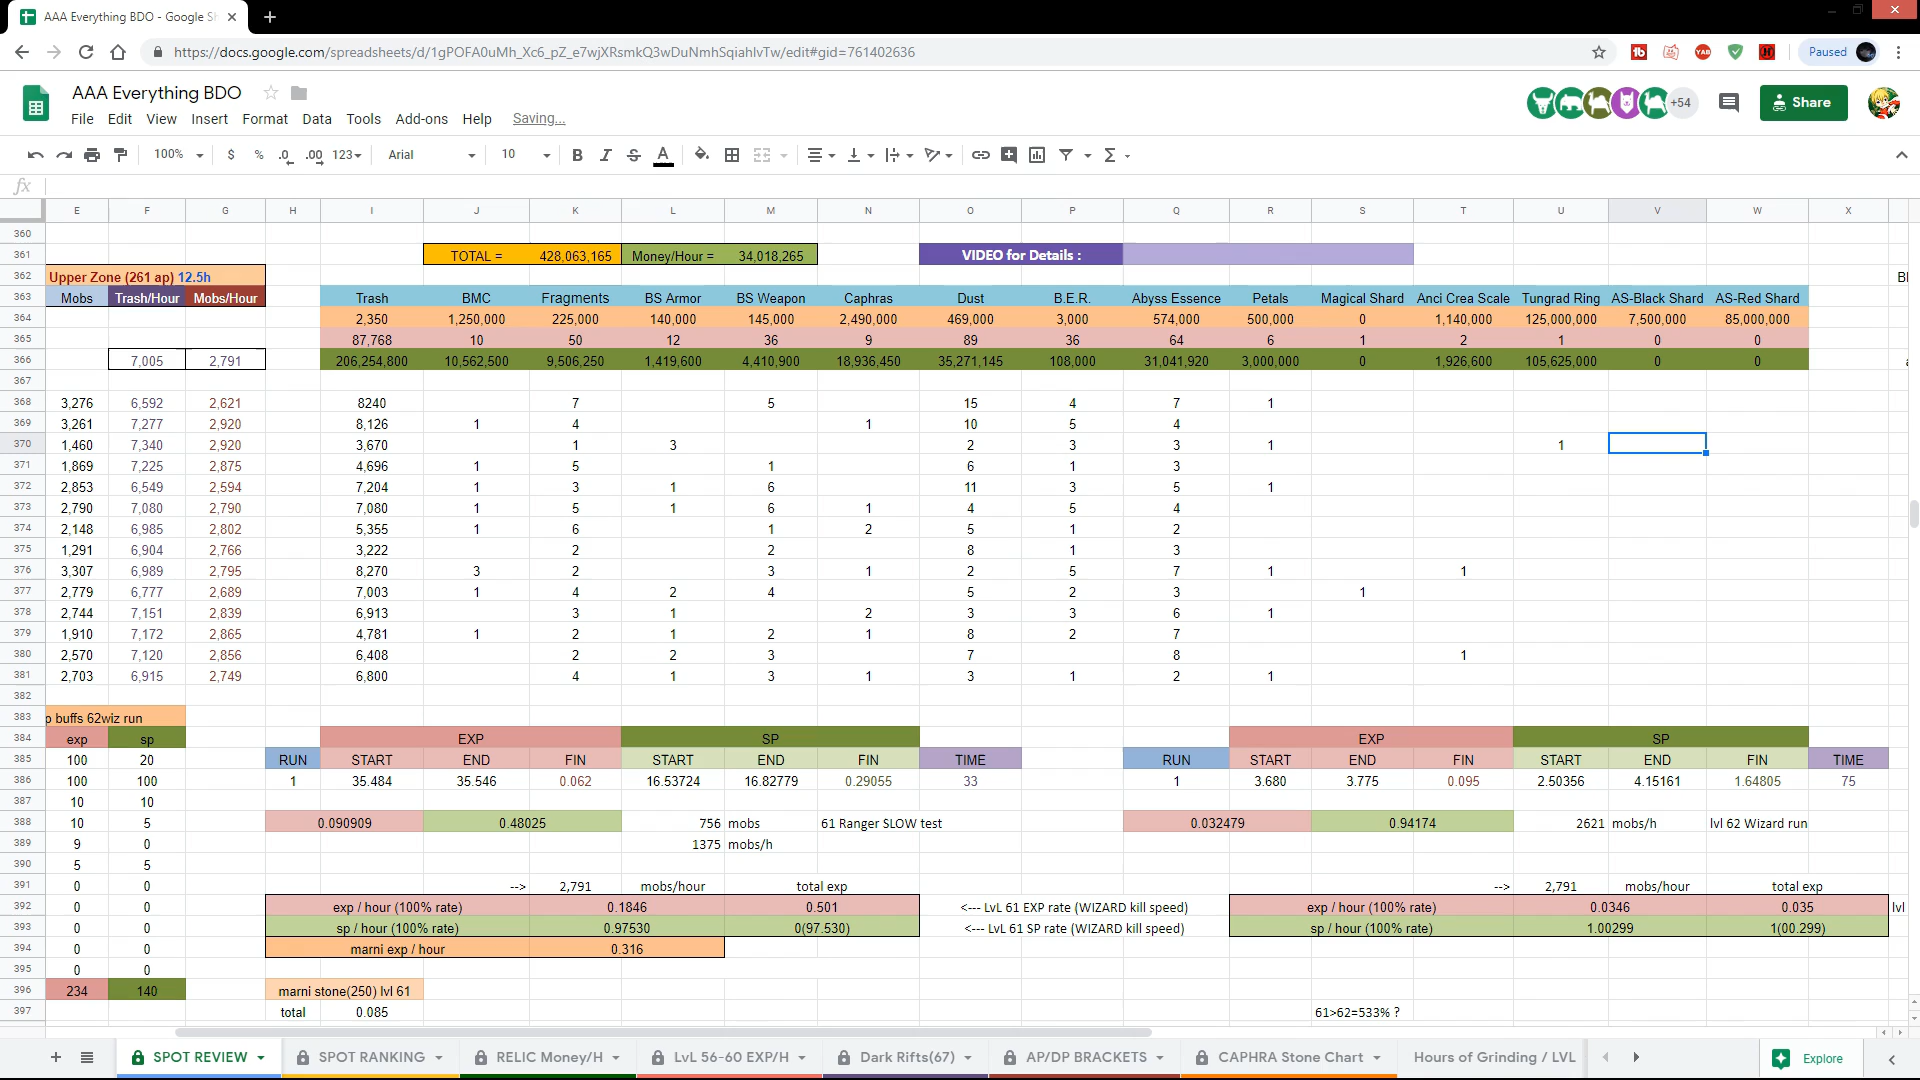 AAA Everything BDO - Google Sh
https://docs.google.com/spreadsheets/d/1gPOFA0uMh_Xc6_pZ_e7wjXRsmkQ3wDuNmhSqiahIvTw/edit#gid=761402636
Paused
AAA Everything BDO
+54
Share
File Edit View Insert Format Data Tools Add-ons Help Saving...
100% $ % .0 .00 123 Arial 10 B I S A
fx
E F G H I J K L M N O P Q R S T U V W X
360
361 TOTAL = 428,063,165 Money/Hour = 34,018,265 VIDEO for Details :
362 Upper Zone (261 ap) 12.5h
363 Mobs Trash/Hour Mobs/Hour Trash BMC Fragments BS Armor BS Weapon Caphras Dust B.E.R. Abyss Essence Petals Magical Shard Anci Crea Scale Tungrad Ring AS-Black Shard AS-Red Shard
364 2,350 1,250,000 225,000 140,000 145,000 2,490,000 469,000 3,000 574,000 500,000 0 1,140,000 125,000,000 7,500,000 85,000,000
365 87,768 10 50 12 36 9 89 36 64 6 1 2 1 0 0
366 7,005 2,791 206,254,800 10,562,500 9,506,250 1,419,600 4,410,900 18,936,450 35,271,145 108,000 31,041,920 3,000,000 0 1,926,600 105,625,000 0 0
367
368 3,276 6,592 2,621 8240 7 5 15 4 7 1
369 3,261 7,277 2,920 8,126 1 4 1 10 5 4
370 1,460 7,340 2,920 3,670 1 3 2 3 3 1 1
371 1,869 7,225 2,875 4,696 1 5 1 6 1 3
372 2,853 6,549 2,594 7,204 1 3 1 6 11 3 5 1
373 2,790 7,080 2,790 7,080 1 5 1 6 1 4 5 4
374 2,148 6,985 2,802 5,355 1 6 1 2 5 1 2
375 1,291 6,904 2,766 3,222 2 2 8 1 3
376 3,307 6,989 2,795 8,270 3 2 3 1 2 5 7 1 1
377 2,779 6,777 2,689 7,003 1 4 2 4 5 2 3 1
378 2,744 7,151 2,839 6,913 3 1 2 3 3 6 1
379 1,910 7,172 2,865 4,781 1 2 1 2 1 8 2 7
380 2,570 7,120 2,856 6,408 2 2 3 7 8 1
381 2,703 6,915 2,749 6,800 4 1 3 1 3 1 2 1
382
383 p buffs 62wiz run
384 exp sp EXP SP EXP SP
385 100 20 RUN START END FIN START END FIN TIME RUN START END FIN START END FIN TIME
386 100 100 1 35.484 35.546 0.062 16.53724 16.82779 0.29055 33 1 3.680 3.775 0.095 2.50356 4.15161 1.64805 75
387 10 10
388 10 5 0.090909 0.48025 756 mobs 61 Ranger SLOW test 0.032479 0.94174 2621 mobs/h lvl 62 Wizard run
389 9 0 1375 mobs/h
390 5 5
391 0 0 --> 2,791 mobs/hour total exp --> 2,791 mobs/hour total exp
392 0 0 exp / hour (100% rate) 0.1846 0.501 <--- LvL 61 EXP rate (WIZARD kill speed) exp / hour (100% rate) 0.0346 0.035 lvl
393 0 0 sp / hour (100% rate) 0.97530 0(97.530) <--- LvL 61 SP rate (WIZARD kill speed) sp / hour (100% rate) 1.00299 1(00.299)
394 0 0 marni exp / hour 0.316
395 0 0
396 234 140 marni stone(250) lvl 61
397 total 0.085 61>62=533% ?
SPOT REVIEW SPOT RANKING RELIC Money/H LvL 56-60 EXP/H Dark Rifts(67) AP/DP BRACKETS CAPHRA Stone Chart Hours of Grinding / LVL Explore